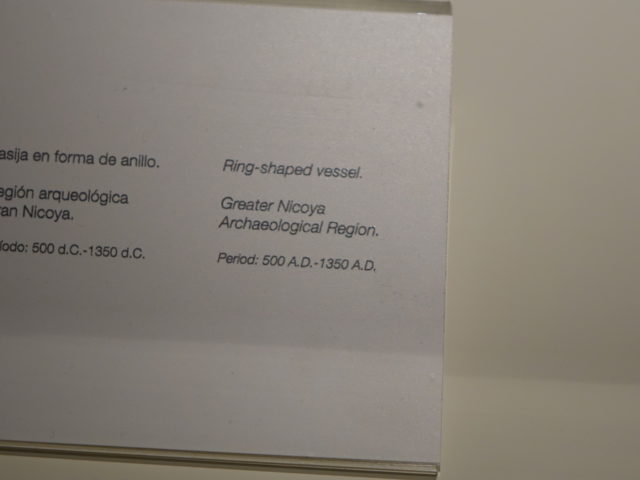 asija en forma de anillo.
egión arqueológica
ran Nicoya.
íodo: 500 d.C.-1350 d.C.
Ring-shaped vessel.
Greater Nicoya
Archaeological Region.
Period: 500 A.D.-1350 A.D.